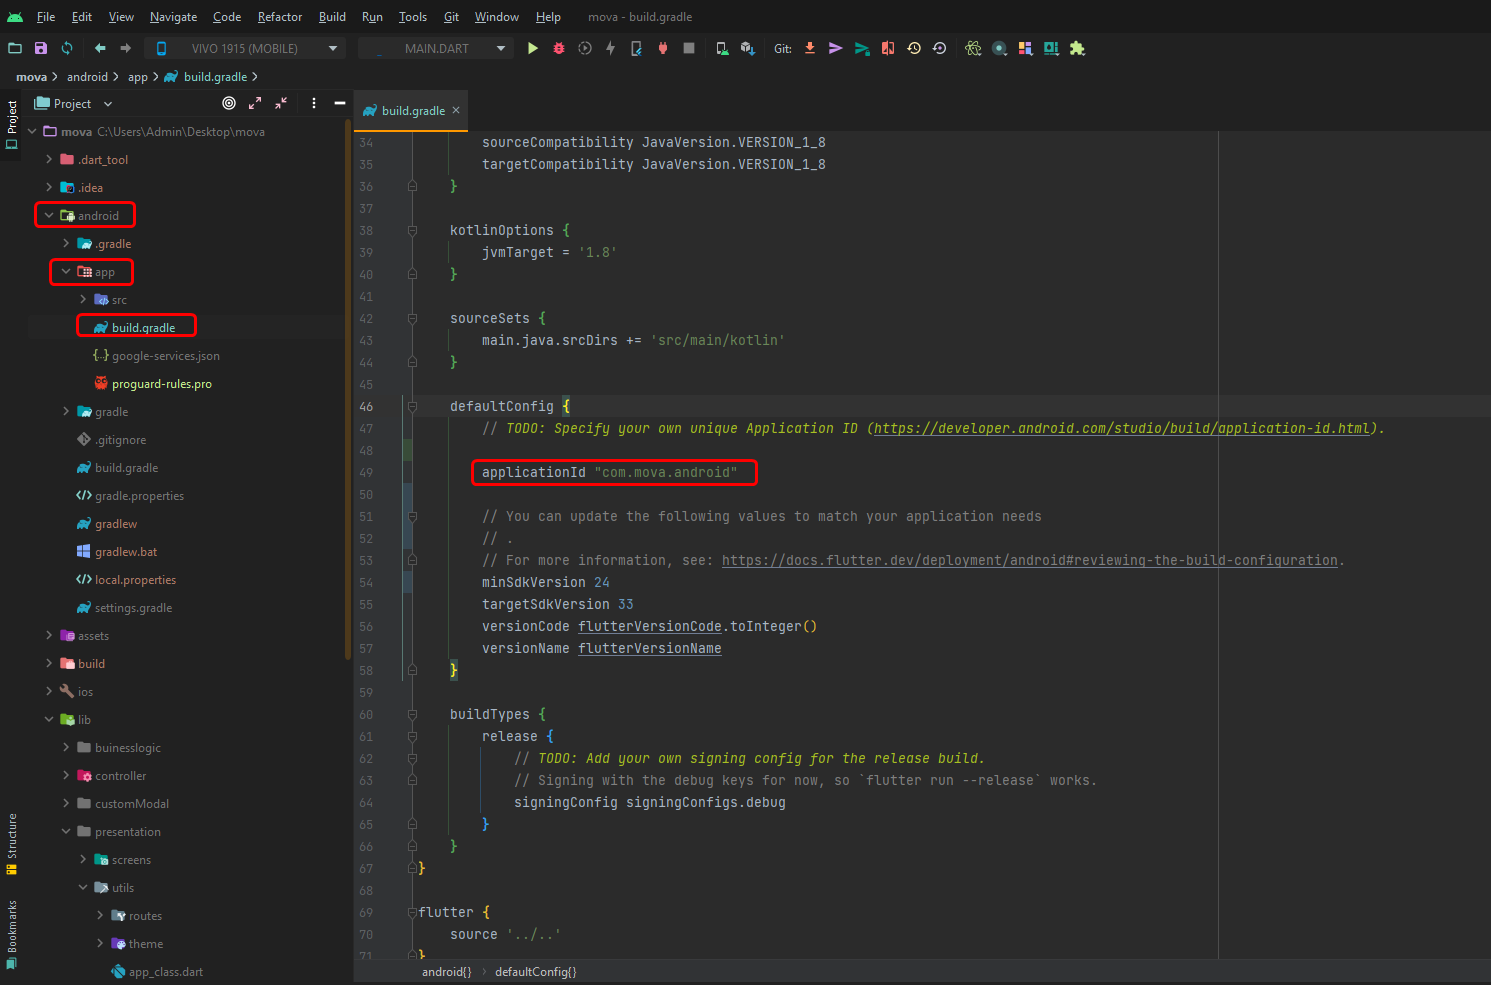 File Edit View Navigate Code Refactor Build Run Tools Git Window Help mova - build.gradle
VIVO 1915 (MOBILE) MAIN.DART Git:
mova android app build.gradle
Project
Project
build.gradle
mova C:\Users\Admin\Desktop\mova
.dart_tool
.idea
android
.gradle
app
src
build.gradle
google-services.json
proguard-rules.pro
gradle
.gitignore
build.gradle
gradle.properties
gradlew
gradlew.bat
local.properties
settings.gradle
assets
build
ios
lib
buinesslogic
controller
customModal
presentation
screens
utils
routes
theme
app_class.dart
Structure
Bookmarks
34 sourceCompatibility JavaVersion.VERSION_1_8
35 targetCompatibility JavaVersion.VERSION_1_8
36 }
37
38 kotlinOptions {
39 jvmTarget = '1.8'
40 }
41
42 sourceSets {
43 main.java.srcDirs += 'src/main/kotlin'
44 }
45
46 defaultConfig {
47 // TODO: Specify your own unique Application ID (https://developer.android.com/studio/build/application-id.html).
48
49 applicationId "com.mova.android"
50
51 // You can update the following values to match your application needs
52 // .
53 // For more information, see: https://docs.flutter.dev/deployment/android#reviewing-the-build-configuration.
54 minSdkVersion 24
55 targetSdkVersion 33
56 versionCode flutterVersionCode.toInteger()
57 versionName flutterVersionName
58 }
59
60 buildTypes {
61 release {
62 // TODO: Add your own signing config for the release build.
63 // Signing with the debug keys for now, so `flutter run --release` works.
64 signingConfig signingConfigs.debug
65 }
66 }
67 }
68
69 flutter {
70 source '../..'
71 }
android{} defaultConfig{}